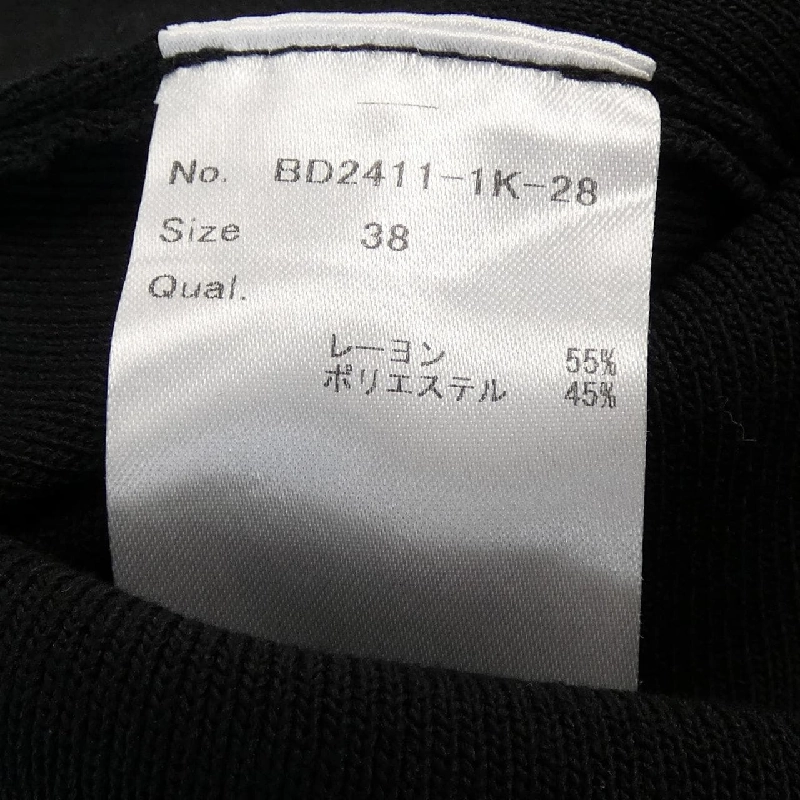 No. BD2411-1K-28
Size 38
Qual.
レーヨン 55%
ポリエステル 45%